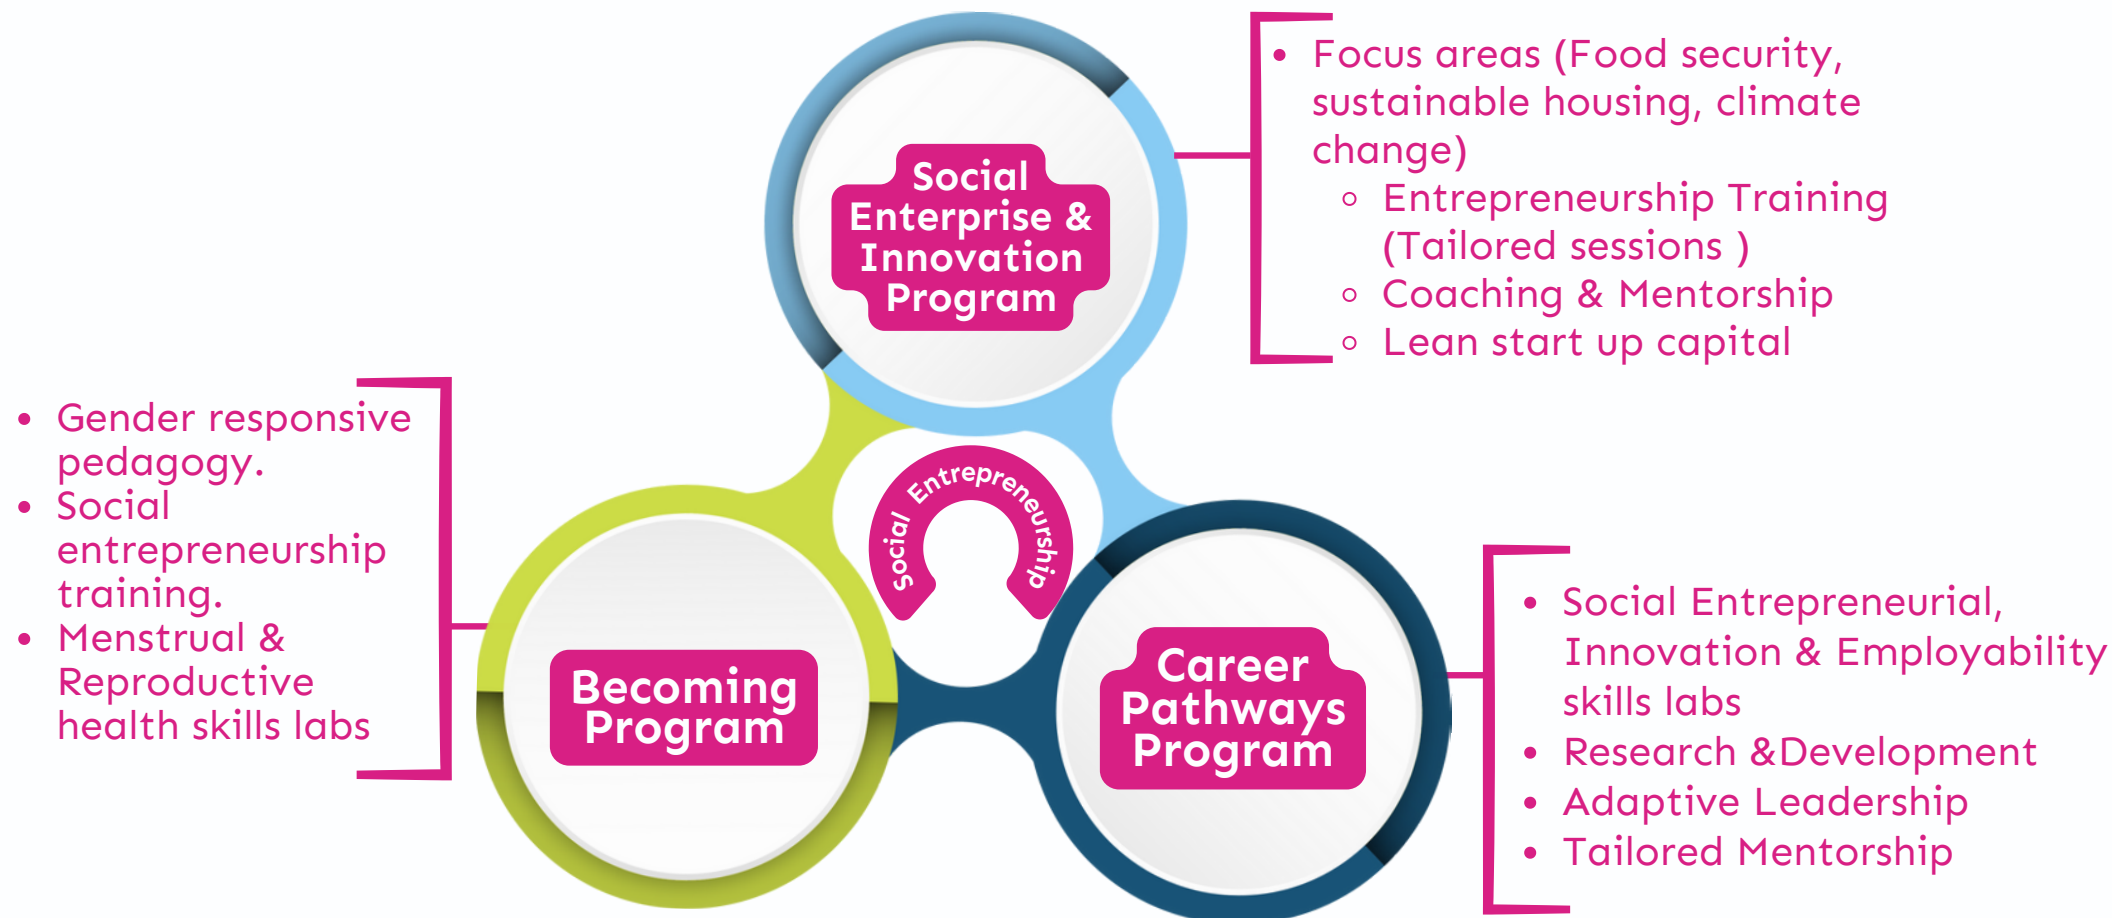 Social
Enterprise &
Innovation
Program
• Focus areas (Food security,
sustainable housing, climate
change)
◦ Entrepreneurship Training
(Tailored sessions )
◦ Coaching & Mentorship
◦ Lean start up capital
• Gender responsive
pedagogy.
• Social
entrepreneurship
training.
• Menstrual &
Reproductive
health skills labs
Social Entrepreneurship
Becoming
Program
Career
Pathways
Program
• Social Entrepreneurial,
Innovation & Employability
skills labs
• Research &Development
• Adaptive Leadership
• Tailored Mentorship